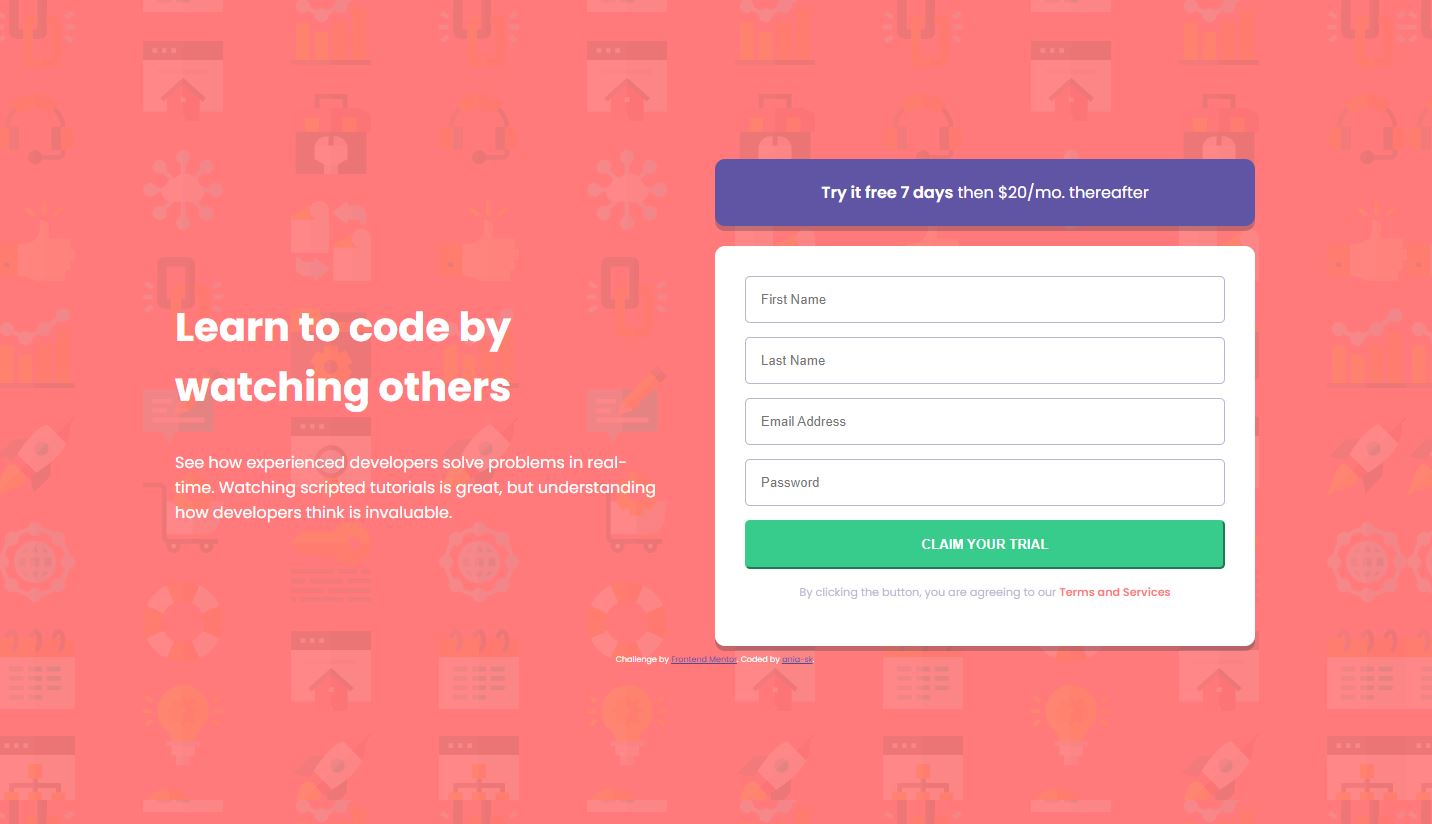 Learn to code by
watching others
See how experienced developers solve problems in real-
time. Watching scripted tutorials is great, but understanding
how developers think is invaluable.
Try it free 7 days then $20/mo. thereafter
First Name
Last Name
Email Address
Password
CLAIM YOUR TRIAL
By clicking the button, you are agreeing to our Terms and Services
Challenge by Frontend Mentor. Coded by ania-sk.